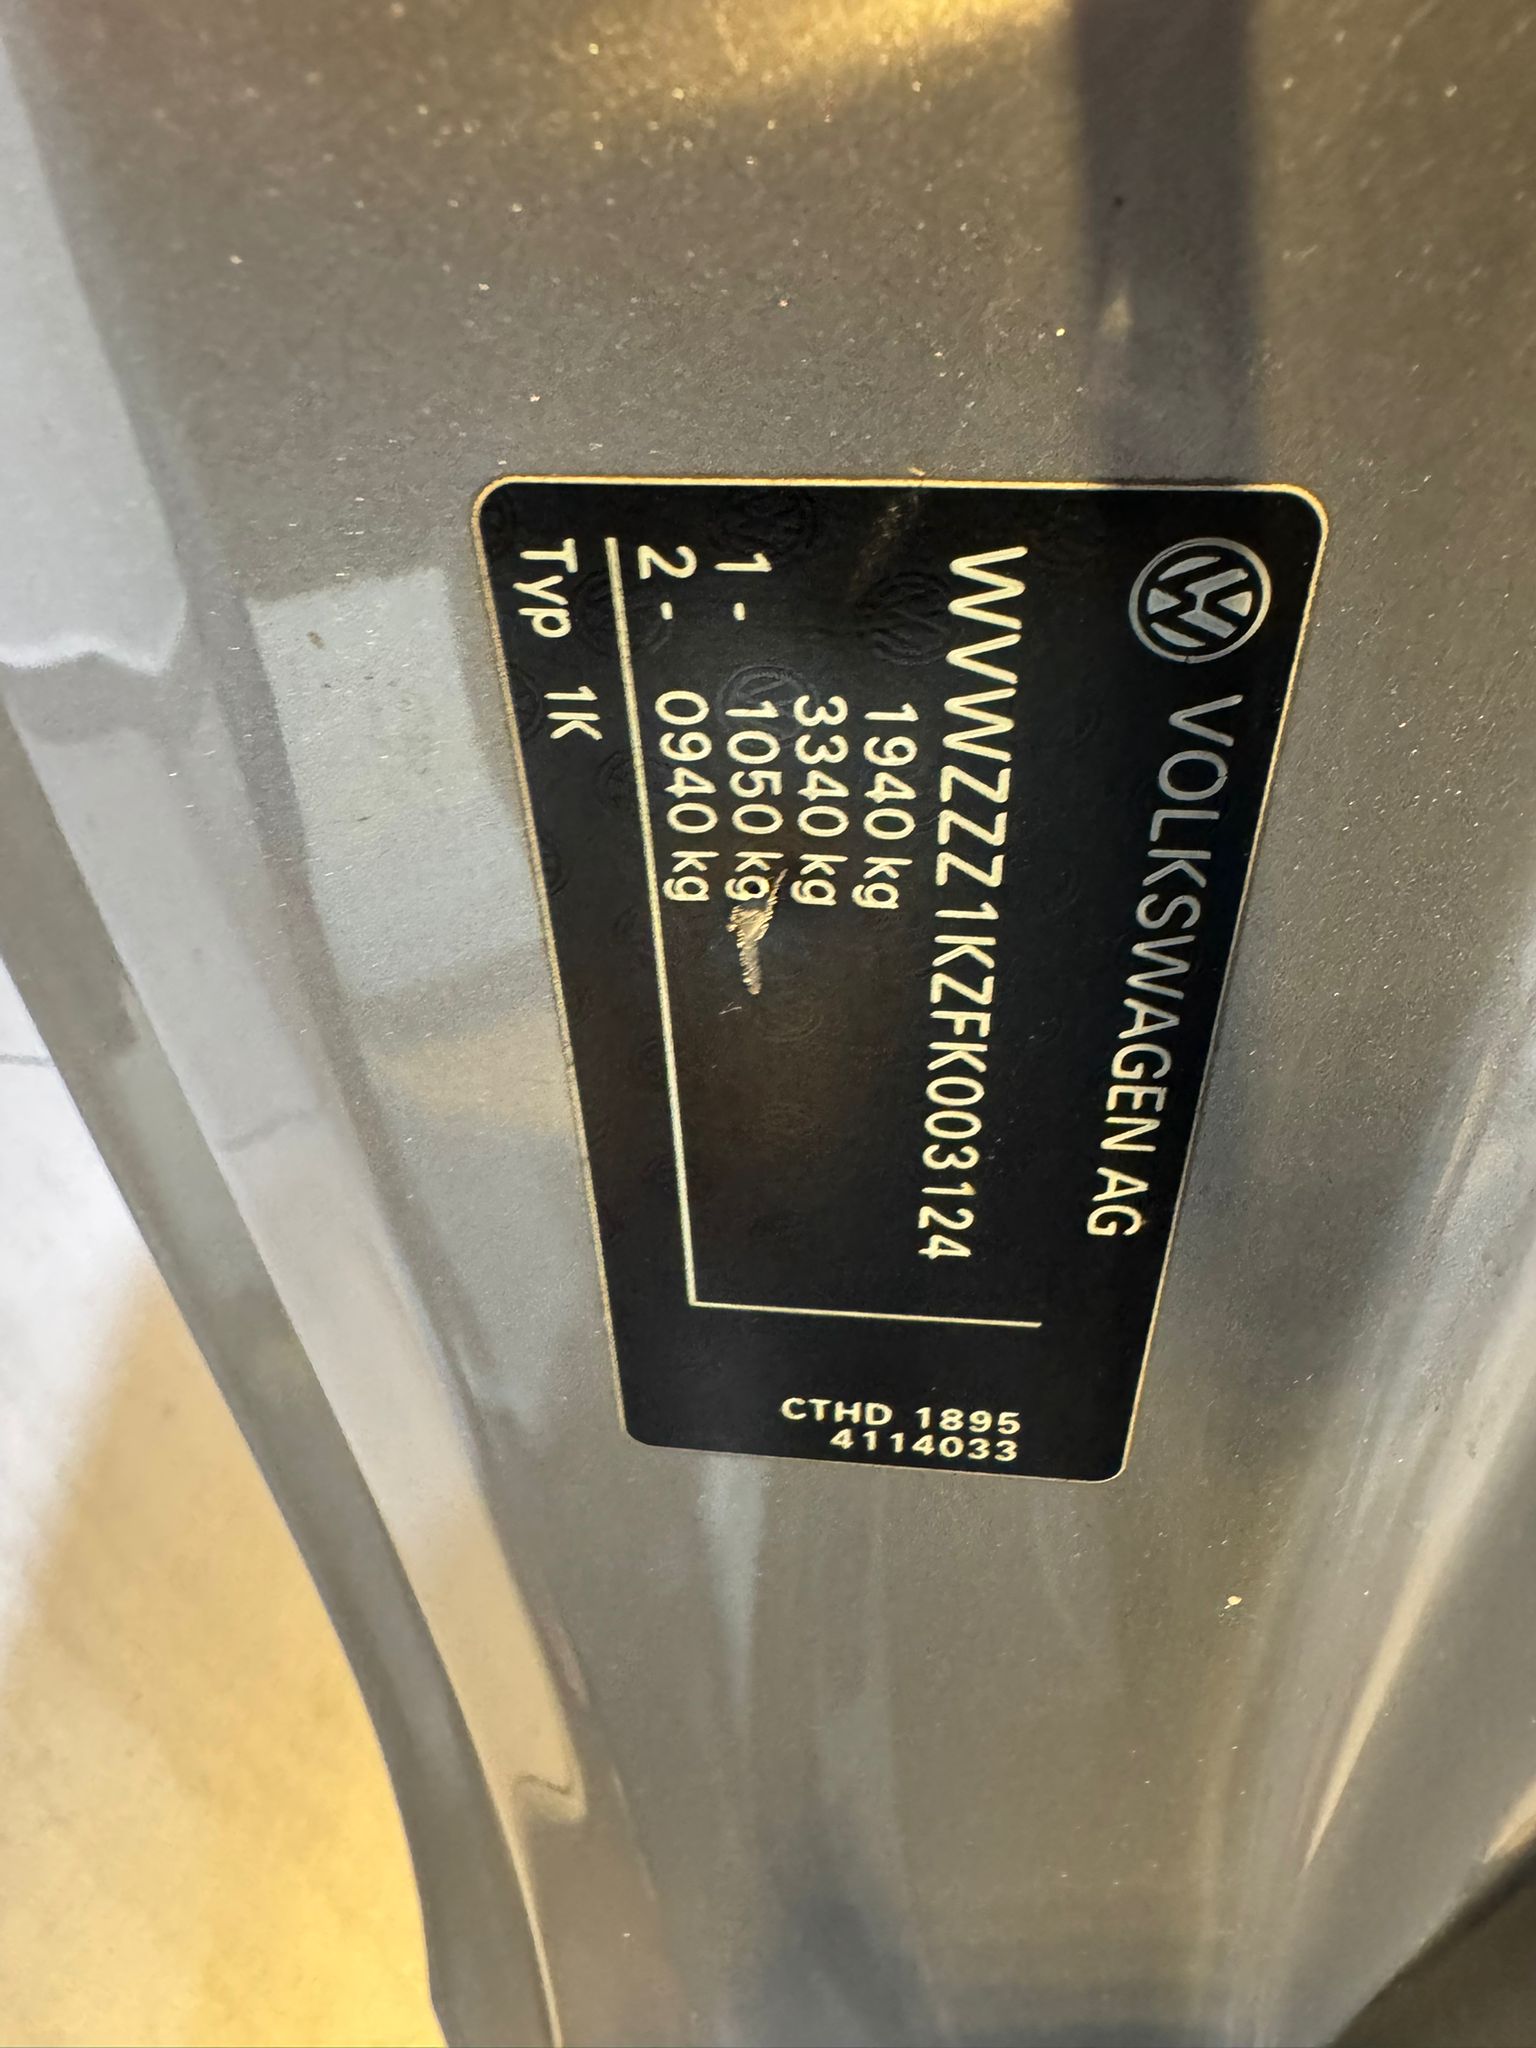 VOLKSWAGEN AG
WVWZZZ1KZFK003124
1940 kg
3340 kg
1 - 1050 kg
2 - 0940 kg
Typ 1K
CTHD 1895
4114033